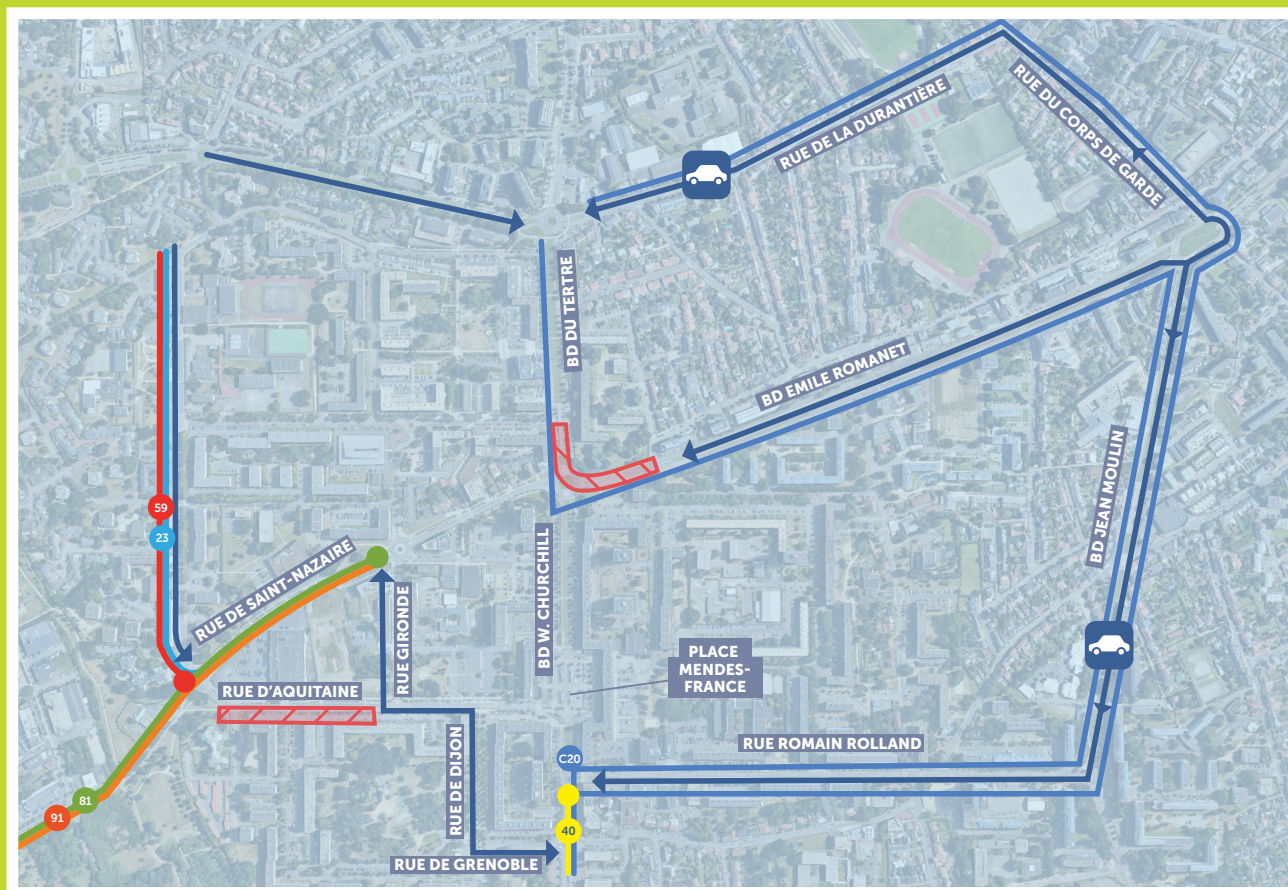 RUE DE LA DURANTIÈRE
RUE DU CORPS DE GARDE
BD DU TERTRE
BD EMILE ROMANET
BD JEAN MOULIN
59
23
RUE DE SAINT-NAZAIRE
BD W. CHURCHILL
RUE GIRONDE
PLACE
MENDES-
FRANCE
RUE D'AQUITAINE
RUE DE DIJON
RUE ROMAIN ROLLAND
C20
81
91
40
RUE DE GRENOBLE